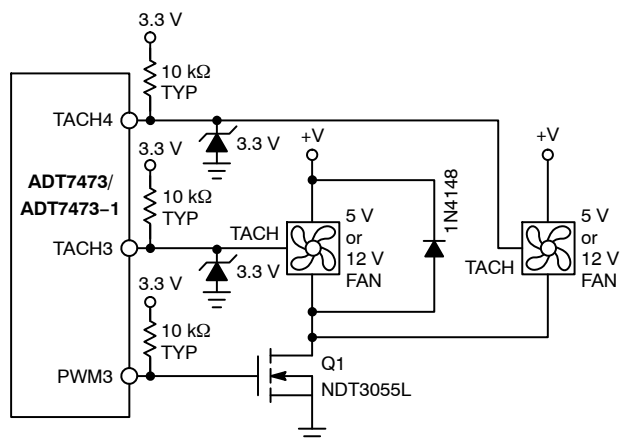 3.3 V
10 kΩ
TYP
TACH4
3.3 V
+V
+V
3.3 V
1N4148
ADT7473/
ADT7473–1
10 kΩ
TYP
TACH
5 V
or
12 V
FAN
5 V
or
12 V
FAN
TACH3
TACH
3.3 V
3.3 V
10 kΩ
TYP
PWM3
Q1
NDT3055L